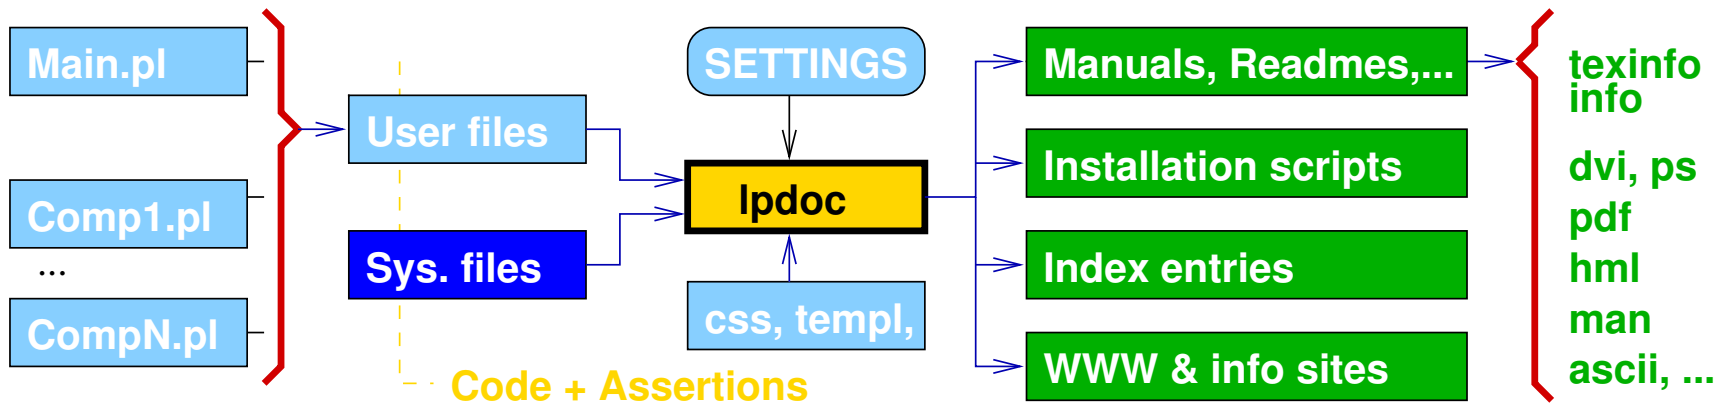 Main.pl
Comp1.pl
...
CompN.pl
User files
Sys. files
Code + Assertions
SETTINGS
lpdoc
css, templ,
Manuals, Readmes,...
Installation scripts
Index entries
WWW & info sites
texinfo
info
dvi, ps
pdf
hml
man
ascii, ...